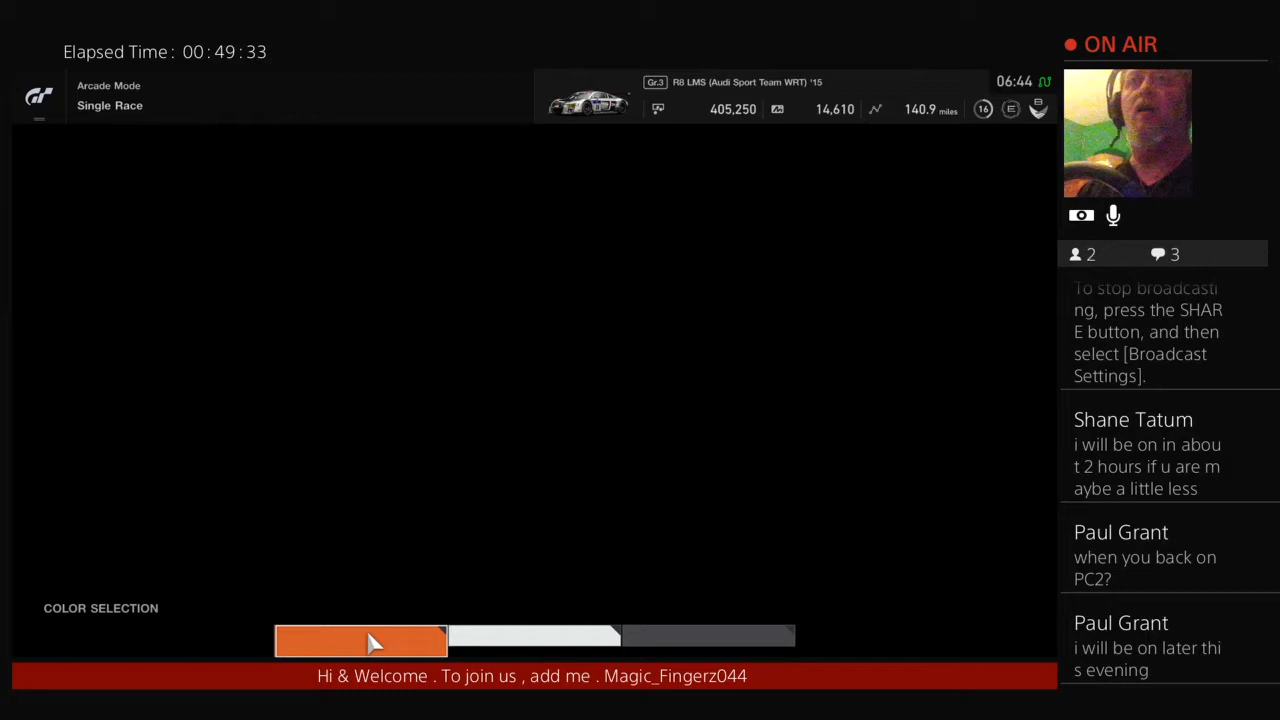 Elapsed Time: 00:49:33
ON AIR
Arcade Mode
Single Race
Gr.3 R8 LMS (Audi Sport Team WRT) '15
405,250 14,610 140.9 miles 16 E B
06:44
2 3
To stop broadcasti
ng, press the SHAR
E button, and then
select [Broadcast
Settings].
Shane Tatum
i will be on in abou
t 2 hours if u are m
aybe a little less
Paul Grant
when you back on
PC2?
Paul Grant
i will be on later thi
s evening
COLOR SELECTION
Hi & Welcome . To join us , add me . Magic_Fingerz044